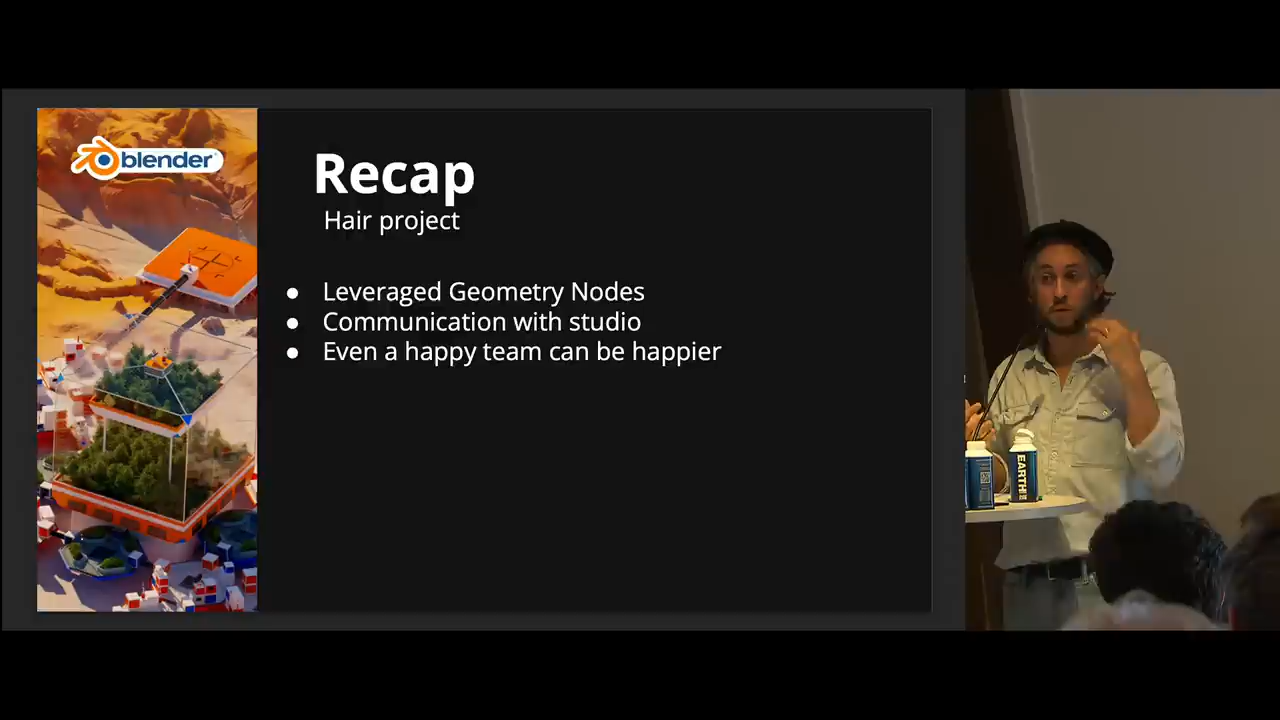 blender
Recap
Hair project
● Leveraged Geometry Nodes
● Communication with studio
● Even a happy team can be happier
EARTH